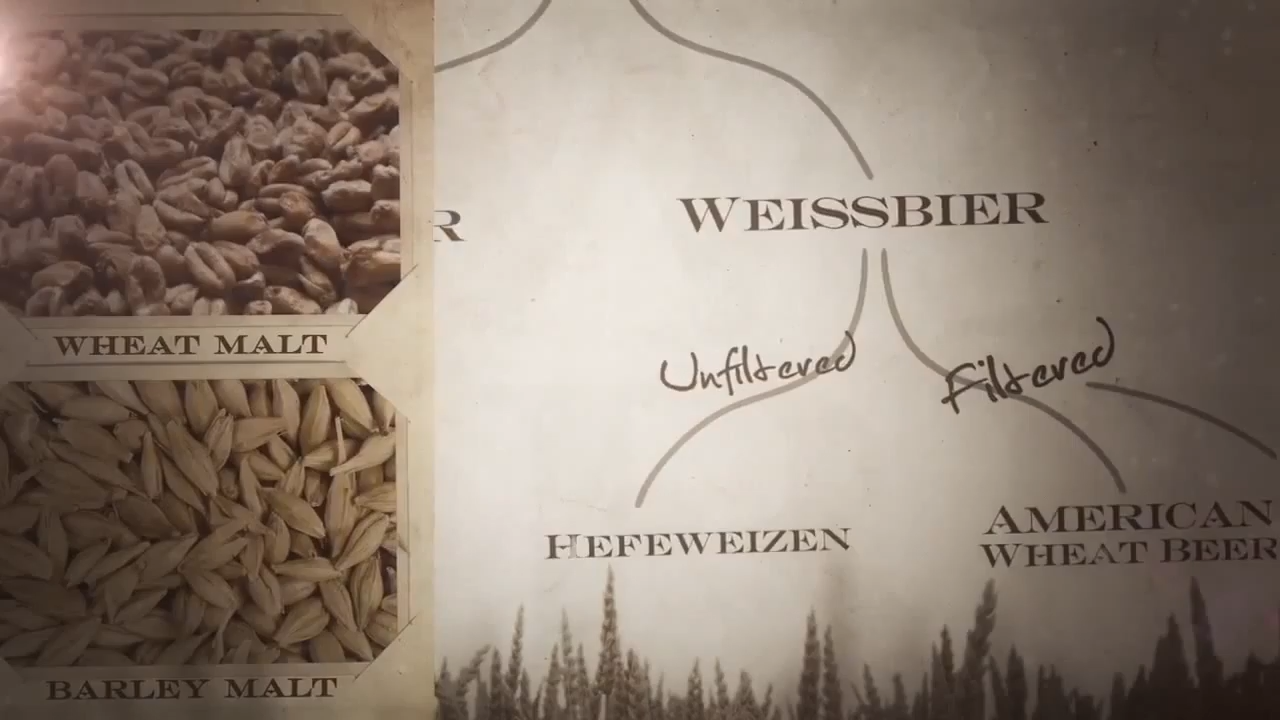 WHEAT MALT
BARLEY MALT
R
WEISSBIER
Unfiltered
Filtered
HEFEWEIZEN
AMERICAN
WHEAT BEER